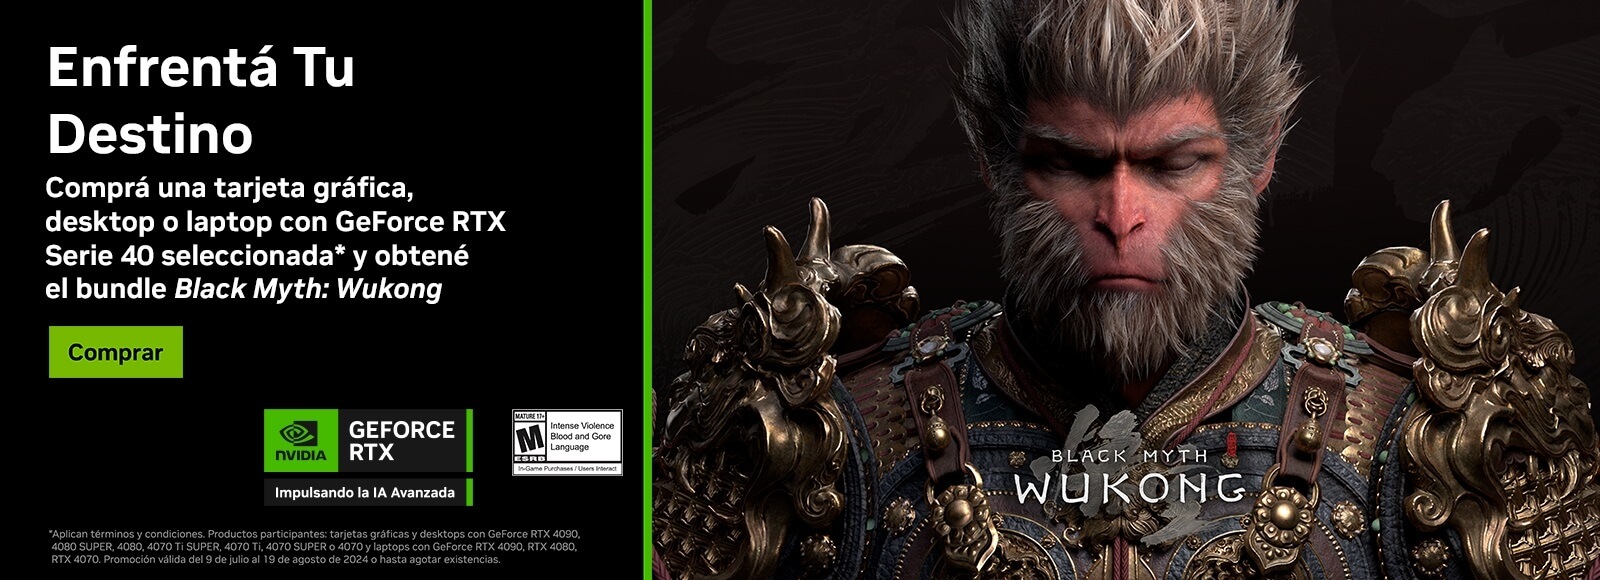 Enfrentá Tu
Destino
Comprá una tarjeta gráfica,
desktop o laptop con GeForce RTX
Serie 40 seleccionada* y obtené
el bundle Black Myth: Wukong
Comprar
NVIDIA
GEFORCE
RTX
Impulsando la IA Avanzada
MATURE 17+
M
ESRB
Intense Violence
Blood and Gore
Language
In-Game Purchases / Users Interact
*Aplican términos y condiciones. Productos participantes: tarjetas gráficas y desktops con GeForce RTX 4090,
4080 SUPER, 4080, 4070 Ti SUPER, 4070 Ti, 4070 SUPER o 4070 y laptops con GeForce RTX 4090, RTX 4080,
RTX 4070. Promoción válida del 9 de julio al 19 de agosto de 2024 o hasta agotar existencias.
BLACK MYTH
WUKONG